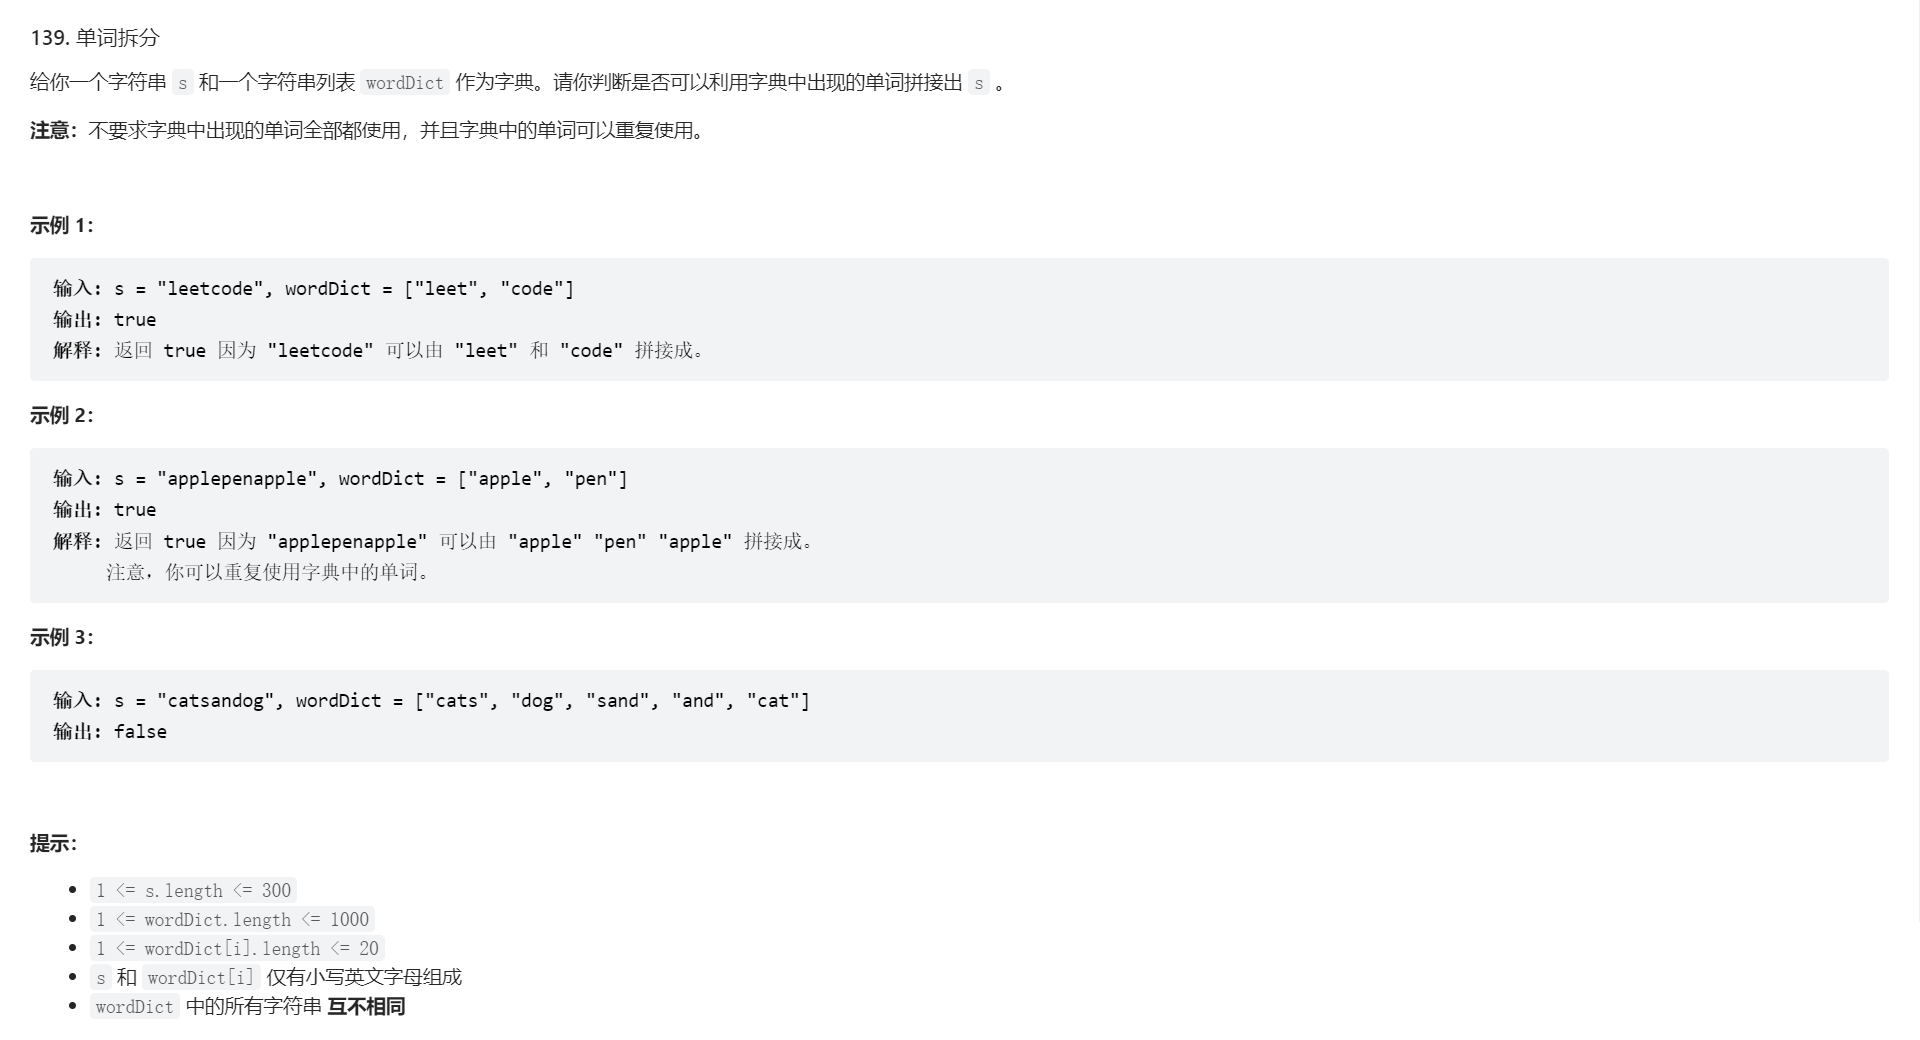 139. 单词拆分
给你一个字符串 s 和一个字符串列表 wordDict 作为字典。请你判断是否可以利用字典中出现的单词拼接出 s 。
注意：不要求字典中出现的单词全部都使用，并且字典中的单词可以重复使用。
示例 1：
输入: s = "leetcode", wordDict = ["leet", "code"]
输出: true
解释: 返回 true 因为 "leetcode" 可以由 "leet" 和 "code" 拼接成。
示例 2：
输入: s = "applepenapple", wordDict = ["apple", "pen"]
输出: true
解释: 返回 true 因为 "applepenapple" 可以由 "apple" "pen" "apple" 拼接成。
注意，你可以重复使用字典中的单词。
示例 3：
输入: s = "catsandog", wordDict = ["cats", "dog", "sand", "and", "cat"]
输出: false
提示：
• 1 <= s.length <= 300
• 1 <= wordDict.length <= 1000
• 1 <= wordDict[i].length <= 20
• s 和 wordDict[i] 仅有小写英文字母组成
• wordDict 中的所有字符串 互不相同